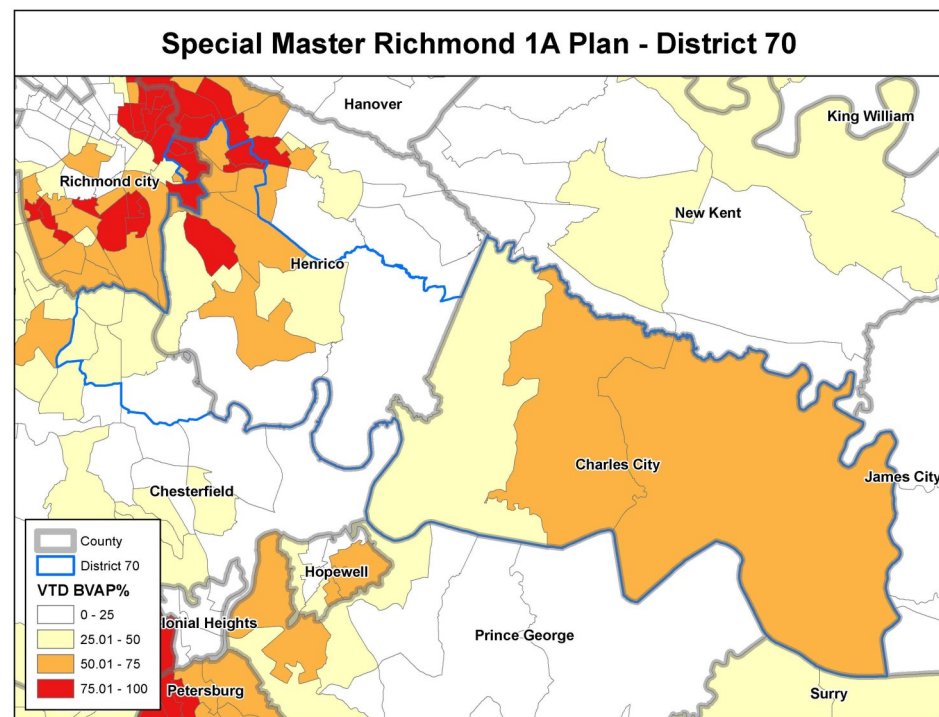 Special Master Richmond 1A Plan - District 70
Hanover
King William
Richmond city
New Kent
Henrico
Charles City
James City
Chesterfield
Hopewell
lonial Heights
Prince George
Petersburg
Surry
County
District 70
VTD BVAP%
0 - 25
25.01 - 50
50.01 - 75
75.01 - 100